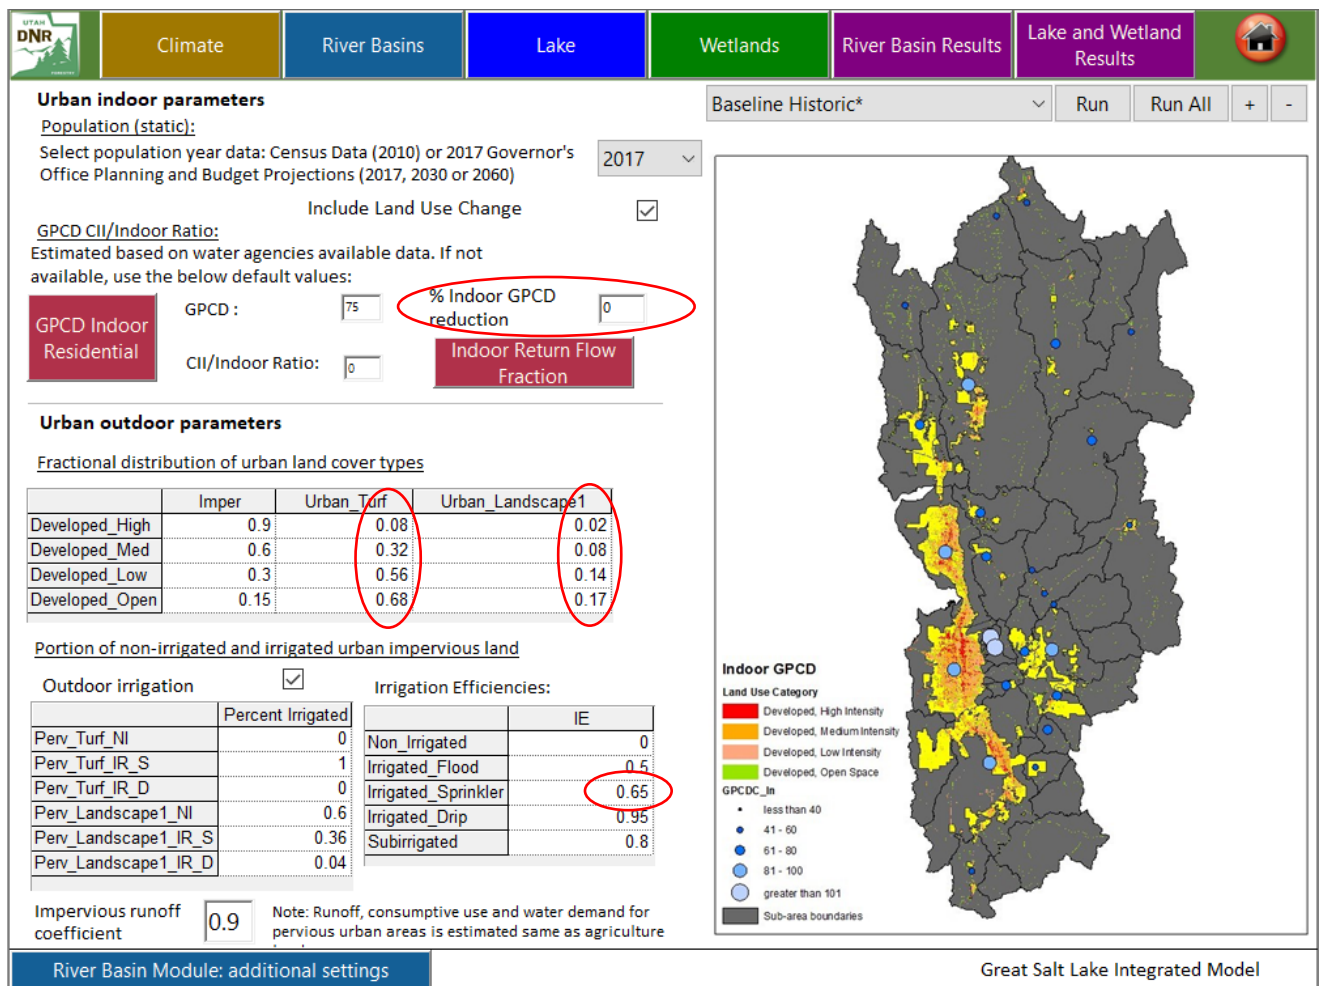 UTAH
DNR
FORESTRY
Climate
River Basins
Lake
Wetlands
River Basin Results
Lake and Wetland
Results
Urban indoor parameters
Population (static):
Select population year data: Census Data (2010) or 2017 Governor's
Office Planning and Budget Projections (2017, 2030 or 2060)
2017
Include Land Use Change
GPCD CII/Indoor Ratio:
Estimated based on water agencies available data. If not
available, use the below default values:
GPCD Indoor
Residential
GPCD :
75
% Indoor GPCD
reduction
0
CII/Indoor Ratio:
0
Indoor Return Flow
Fraction
Baseline Historic*
Run
Run All
+
-
Urban outdoor parameters
Fractional distribution of urban land cover types
Imper Urban_Turf Urban_Landscape1
Developed_High 0.9 0.08 0.02
Developed_Med 0.6 0.32 0.08
Developed_Low 0.3 0.56 0.14
Developed_Open 0.15 0.68 0.17
Portion of non-irrigated and irrigated urban impervious land
Outdoor irrigation
Percent Irrigated
Perv_Turf_NI 0
Perv_Turf_IR_S 1
Perv_Turf_IR_D 0
Perv_Landscape1_NI 0.6
Perv_Landscape1_IR_S 0.36
Perv_Landscape1_IR_D 0.04
Irrigation Efficiencies:
IE
Non_Irrigated 0
Irrigated_Flood 0.5
Irrigated_Sprinkler 0.65
Irrigated_Drip 0.95
Subirrigated 0.8
Impervious runoff
coefficient
0.9
Note: Runoff, consumptive use and water demand for
pervious urban areas is estimated same as agriculture
Indoor GPCD
Land Use Category
Developed, High Intensity
Developed, Medium Intensity
Developed, Low Intensity
Developed, Open Space
GPCDC_In
less than 40
41 - 60
61 - 80
81 - 100
greater than 101
Sub-area boundaries
River Basin Module: additional settings
Great Salt Lake Integrated Model